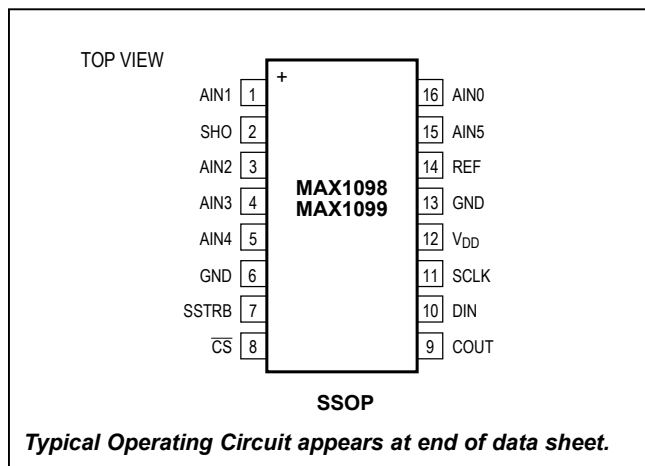 TOP VIEW
+
AIN1 1 16 AIN0
SHO 2 15 AIN5
AIN2 3 14 REF
MAX1098
AIN3 4 13 GND
MAX1099
AIN4 5 12 VDD
GND 6 11 SCLK
SSTRB 7 10 DIN
C̅S̅ 8 9 COUT
SSOP
Typical Operating Circuit appears at end of data sheet.